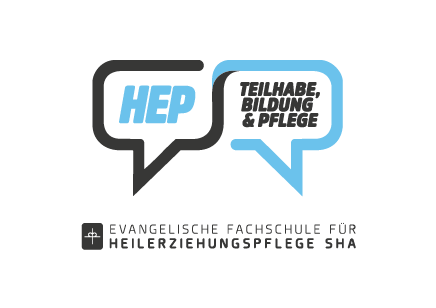 HEP
TEILHABE,
BILDUNG
& PFLEGE
EVANGELISCHE FACHSCHULE FÜR
HEILERZIEHUNGSPFLEGE SHA